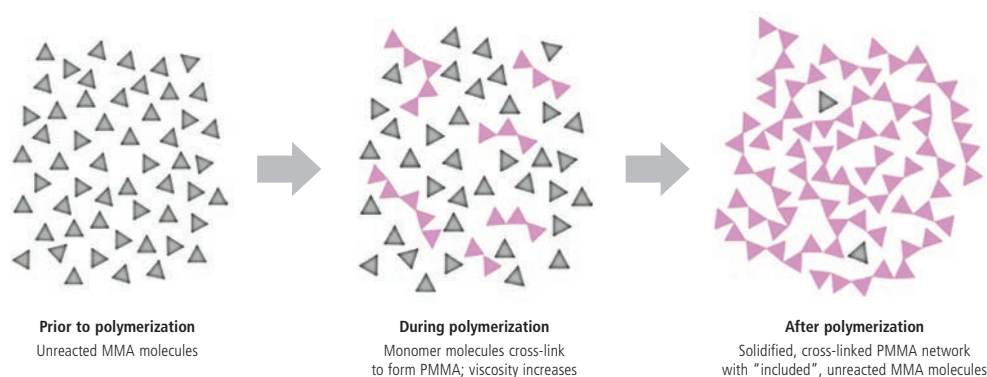 Prior to polymerization
Unreacted MMA molecules
During polymerization
Monomer molecules cross-link
to form PMMA; viscosity increases
After polymerization
Solidified, cross-linked PMMA network
with "included", unreacted MMA molecules